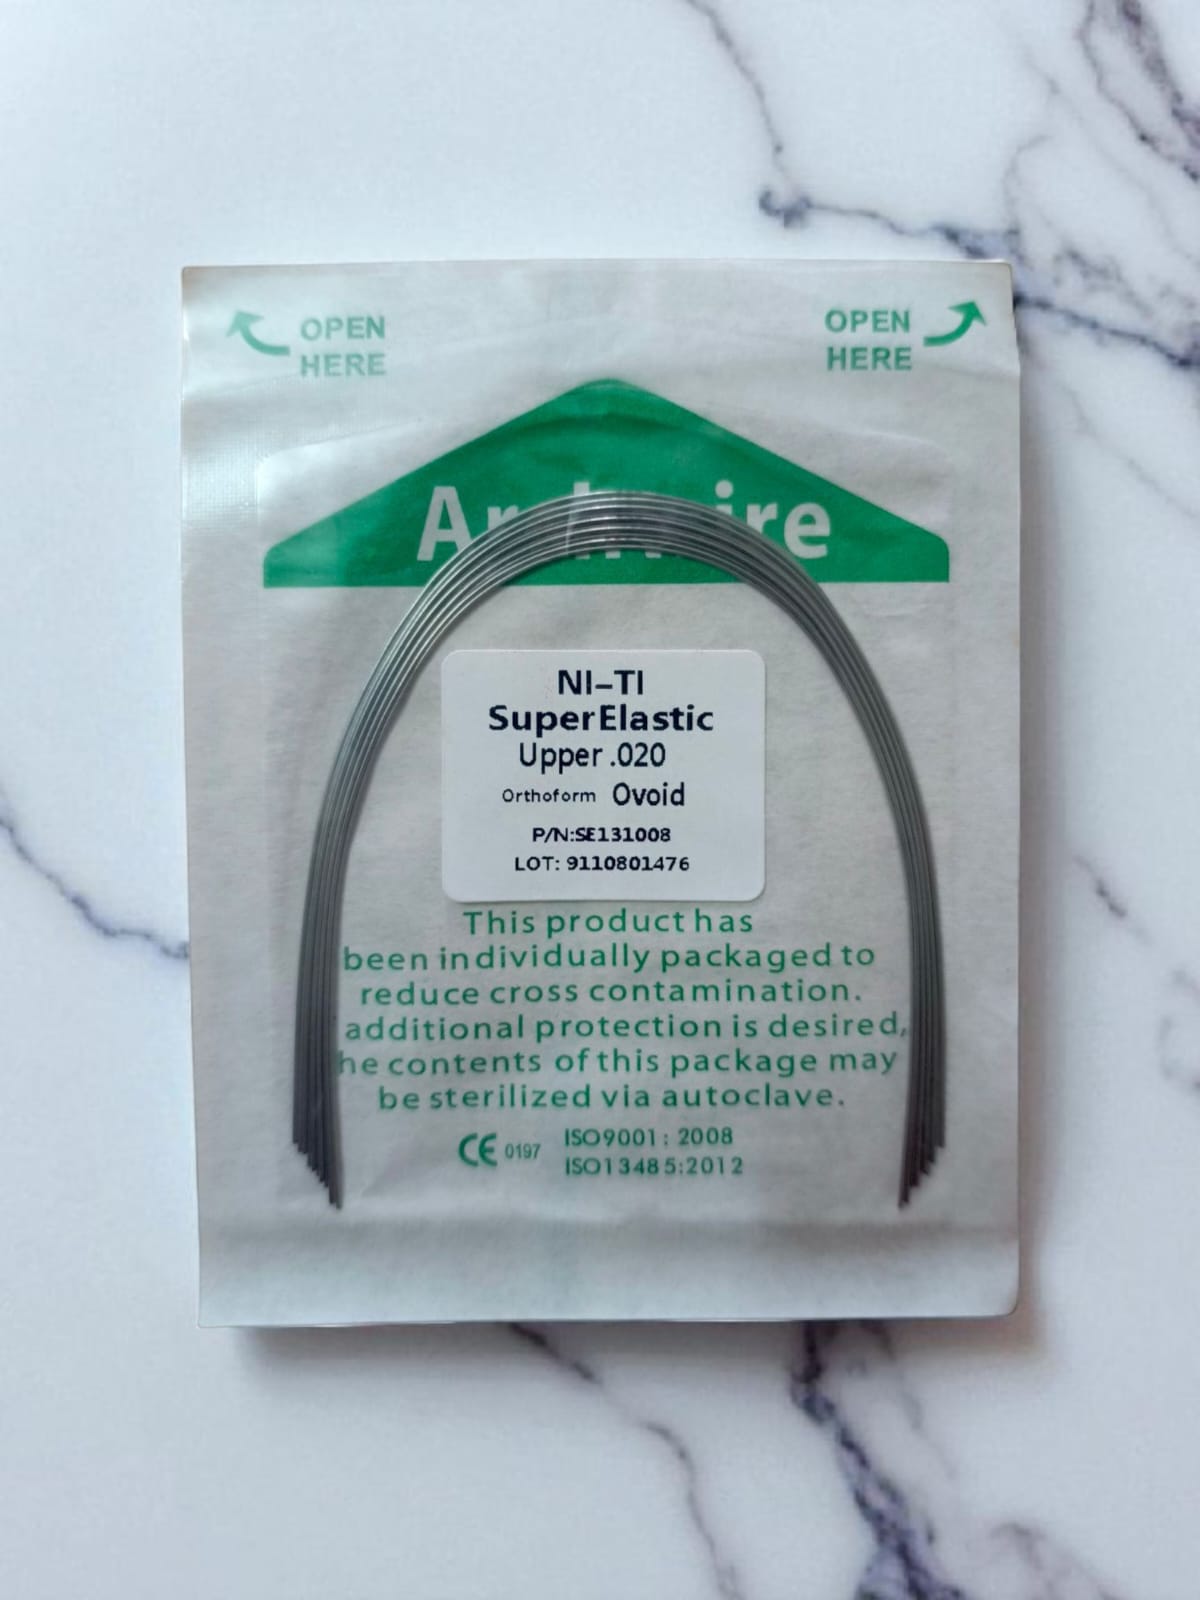 OPEN
HERE
OPEN
HERE
NI-TI
SuperElastic
Upper .020
Orthoform Ovoid
P/N:SE131008
LOT: 9110801476
This product has
been individually packaged to
reduce cross contamination.
additional protection is desired,
contents of this package may
be sterilized via autoclave.
CE 0197 ISO9001: 2008
ISO13485:2012